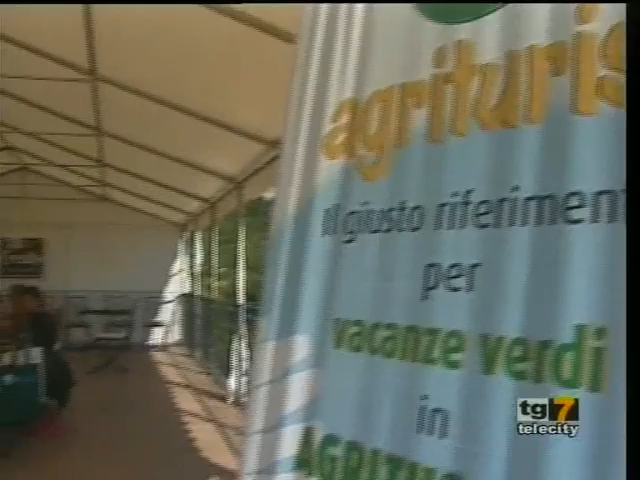 agrituris
il giusto riferimen
per
vacanze verdi
in
tg7
telecity